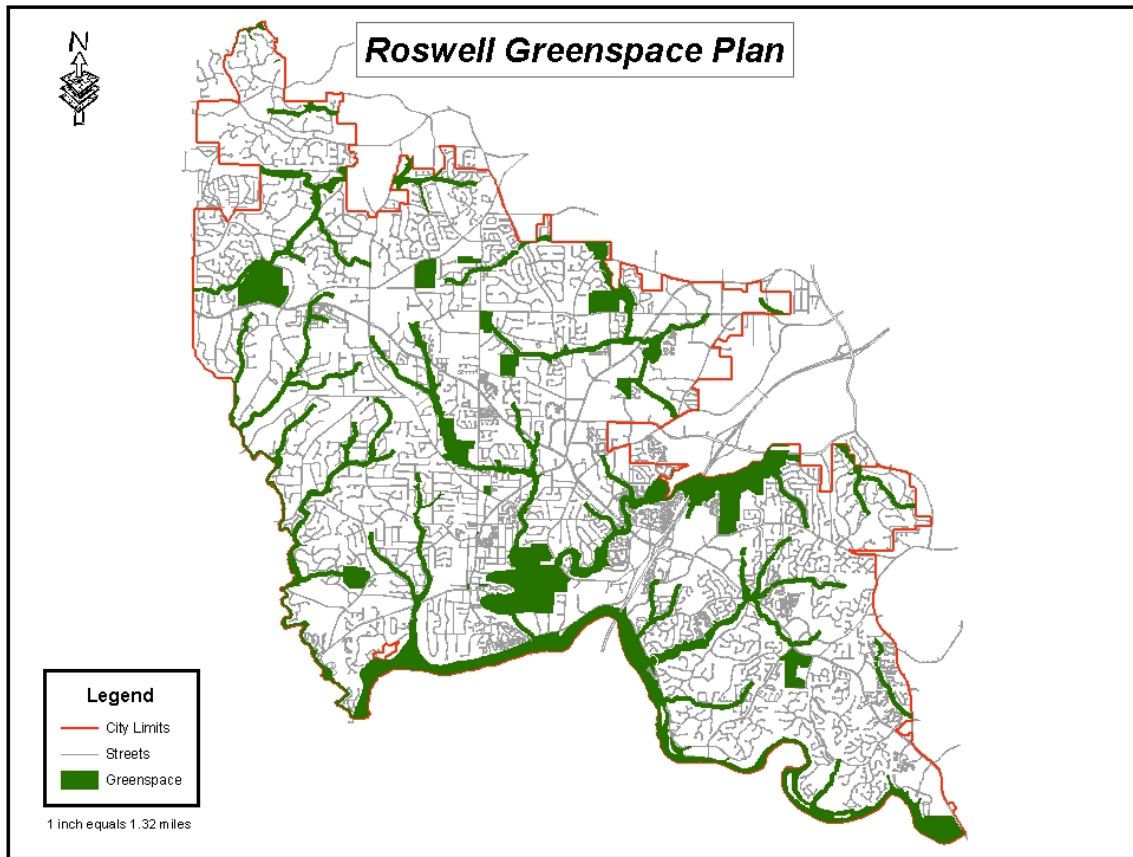 Roswell Greenspace Plan
N
Legend
City Limits
Streets
Greenspace
1 inch equals 1.32 miles